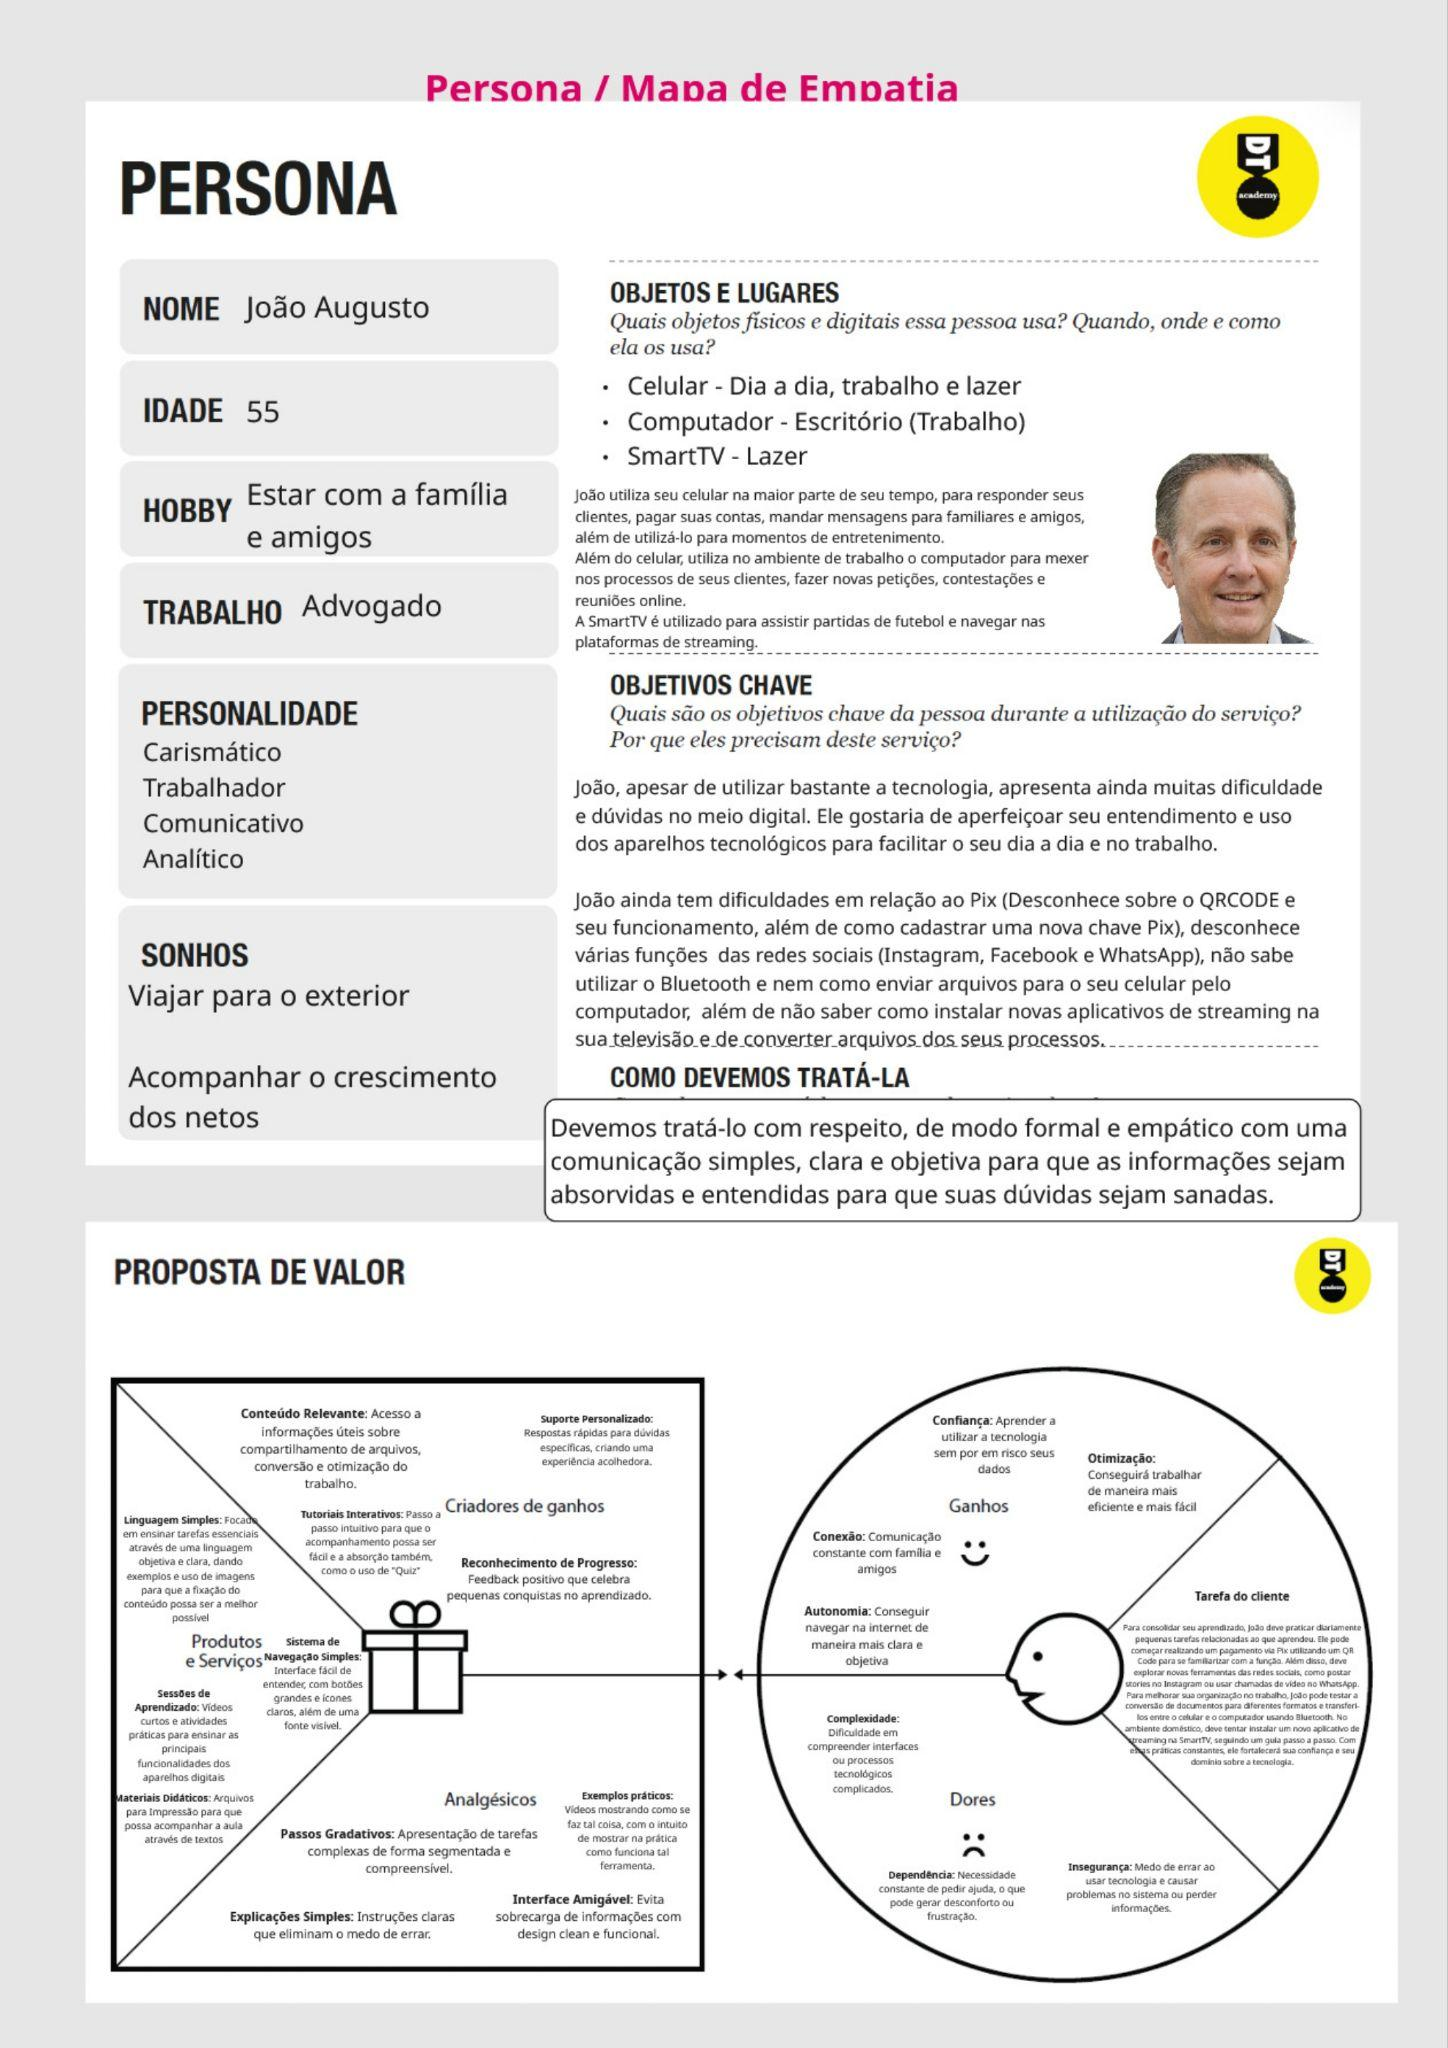 Persona / Mapa de Empatia
DT
academy
PERSONA
NOME João Augusto
IDADE 55
HOBBY Estar com a família
e amigos
TRABALHO Advogado
PERSONALIDADE
Carismático
Trabalhador
Comunicativo
Analítico
SONHOS
Viajar para o exterior
Acompanhar o crescimento
dos netos
OBJETOS E LUGARES
Quais objetos físicos e digitais essa pessoa usa? Quando, onde e como
ela os usa?
• Celular - Dia a dia, trabalho e lazer
• Computador - Escritório (Trabalho)
• SmartTV - Lazer
João utiliza seu celular na maior parte de seu tempo, para responder seus
clientes, pagar suas contas, mandar mensagens para familiares e amigos,
além de utilizá-lo para momentos de entretenimento.
Além do celular, utiliza no ambiente de trabalho o computador para mexer
nos processos de seus clientes, fazer novas petições, contestações e
reuniões online.
A SmartTV é utilizado para assistir partidas de futebol e navegar nas
plataformas de streaming.
OBJETIVOS CHAVE
Quais são os objetivos chave da pessoa durante a utilização do serviço?
Por que eles precisam deste serviço?
João, apesar de utilizar bastante a tecnologia, apresenta ainda muitas dificuldade
e dúvidas no meio digital. Ele gostaria de aperfeiçoar seu entendimento e uso
dos aparelhos tecnológicos para facilitar o seu dia a dia e no trabalho.
João ainda tem dificuldades em relação ao Pix (Desconhece sobre o QRCODE e
seu funcionamento, além de como cadastrar uma nova chave Pix), desconhece
várias funções das redes sociais (Instagram, Facebook e WhatsApp), não sabe
utilizar o Bluetooth e nem como enviar arquivos para o seu celular pelo
computador, além de não saber como instalar novas aplicativos de streaming na
sua televisão e de converter arquivos dos seus processos.
COMO DEVEMOS TRATÁ-LA
Devemos tratá-lo com respeito, de modo formal e empático com uma
comunicação simples, clara e objetiva para que as informações sejam
absorvidas e entendidas para que suas dúvidas sejam sanadas.
PROPOSTA DE VALOR
DT
academy
Conteúdo Relevante: Acesso a
informações úteis sobre
compartilhamento de arquivos,
conversão e otimização do
trabalho.
Suporte Personalizado:
Respostas rápidas para dúvidas
específicas, criando uma
experiência acolhedora.
Criadores de ganhos
Tutoriais Interativos: Passo a
passo intuitivo para que o
acompanhamento possa ser
fácil e a absorção também,
como o uso de "Quiz"
Reconhecimento de Progresso:
Feedback positivo que celebra
pequenas conquistas no aprendizado.
Linguagem Simples: Focado
em ensinar tarefas essenciais
através de uma linguagem
objetiva e clara, dando
exemplos e uso de imagens
para que a fixação do
conteúdo possa ser a melhor
possível
Produtos
e Serviços
Sistema de
Navegação Simples:
Interface fácil de
entender, com botões
grandes e ícones
claros, além de uma
fonte visível.
Sessões de
Aprendizado: Vídeos
curtos e atividades
práticas para ensinar as
principais
funcionalidades dos
aparelhos digitais
Materiais Didáticos: Arquivos
para Impressão para que
possa acompanhar a aula
através de textos
Analgésicos
Passos Gradativos: Apresentação de tarefas
complexas de forma segmentada e
compreensível.
Exemplos práticos:
Vídeos mostrando como se
faz tal coisa, com o intuito
de mostrar na prática
como funciona tal
ferramenta.
Explicações Simples: Instruções claras
que eliminam o medo de errar.
Interface Amigável: Evita
sobrecarga de informações com
design clean e funcional.
Confiança: Aprender a
utilizar a tecnologia
sem por em risco seus
dados
Otimização:
Conseguirá trabalhar
de maneira mais
eficiente e mais fácil
Ganhos
Conexão: Comunicação
constante com família e
amigos
Autonomia: Conseguir
navegar na internet de
maneira mais clara e
objetiva
Tarefa do cliente
Para consolidar seu aprendizado, João deve praticar diariamente
pequenas tarefas relacionadas ao que aprendeu. Ele pode
começar realizando um pagamento via Pix utilizando um QR
Code para se familiarizar com a função. Além disso, deve
explorar novas ferramentas das redes sociais, como postar
stories no Instagram ou usar chamadas de vídeo no WhatsApp.
Para melhorar sua organização no trabalho, João pode testar a
conversão de documentos para diferentes formatos e transferi-
los entre o celular e o computador usando Bluetooth. No
ambiente doméstico, deve tentar instalar um novo aplicativo de
streaming na SmartTV, seguindo um guia passo a passo. Com
essas práticas constantes, ele fortalecerá sua confiança e seu
domínio sobre a tecnologia.
Complexidade:
Dificuldade em
compreender interfaces
ou processos
tecnológicos
complicados.
Dores
Dependência: Necessidade
constante de pedir ajuda, o que
pode gerar desconforto ou
frustração.
Insegurança: Medo de errar ao
usar tecnologia e causar
problemas no sistema ou perder
informações.